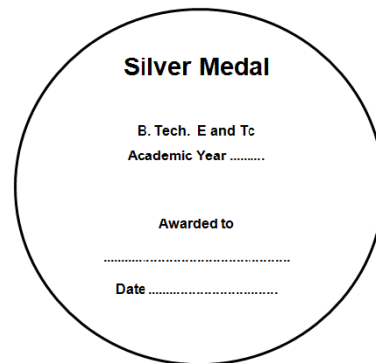 Silver Medal
B. Tech. E and Tc
Academic Year ..........
Awarded to
..................................................
Date ...................................